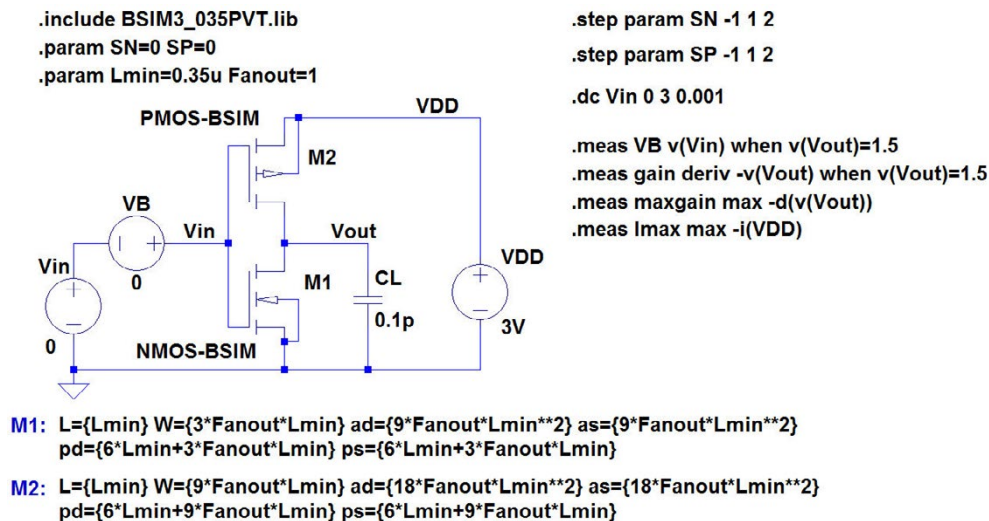 .include BSIM3_035PVT.lib
.param SN=0 SP=0
.param Lmin=0.35u Fanout=1
.step param SN -1 1 2
.step param SP -1 1 2
.dc Vin 0 3 0.001
.meas VB v(Vin) when v(Vout)=1.5
.meas gain deriv -v(Vout) when v(Vout)=1.5
.meas maxgain max -d(v(Vout))
.meas Imax max -i(VDD)
VDD
PMOS-BSIM
M2
VB
Vin
Vout
0
Vin
0
M1
CL
0.1p
VDD
3V
NMOS-BSIM
M1: L={Lmin} W={3*Fanout*Lmin} ad={9*Fanout*Lmin**2} as={9*Fanout*Lmin**2}
pd={6*Lmin+3*Fanout*Lmin} ps={6*Lmin+3*Fanout*Lmin}
M2: L={Lmin} W={9*Fanout*Lmin} ad={18*Fanout*Lmin**2} as={18*Fanout*Lmin**2}
pd={6*Lmin+9*Fanout*Lmin} ps={6*Lmin+9*Fanout*Lmin}